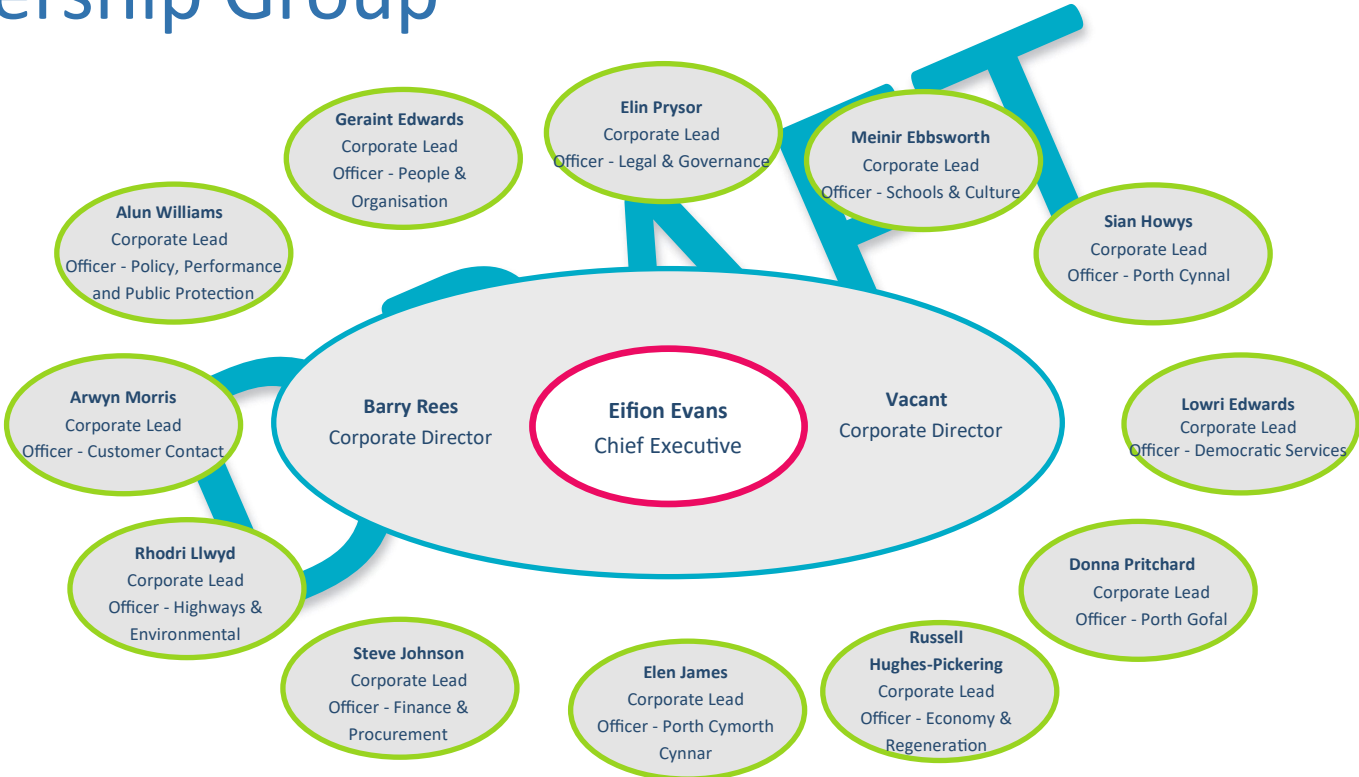 ership Group
Elin Prysor
Corporate Lead
Officer - Legal & Governance
Geraint Edwards
Corporate Lead
Officer - People &
Organisation
Meinir Ebbsworth
Corporate Lead
Officer - Schools & Culture
Alun Williams
Corporate Lead
Officer - Policy, Performance
and Public Protection
Sian Howys
Corporate Lead
Officer - Porth Cynnal
Arwyn Morris
Corporate Lead
Officer - Customer Contact
Barry Rees
Corporate Director
Eifion Evans
Chief Executive
Vacant
Corporate Director
Lowri Edwards
Corporate Lead
Officer - Democratic Services
Rhodri Llwyd
Corporate Lead
Officer - Highways &
Environmental
Donna Pritchard
Corporate Lead
Officer - Porth Gofal
Steve Johnson
Corporate Lead
Officer - Finance &
Procurement
Elen James
Corporate Lead
Officer - Porth Cymorth
Cynnar
Russell
Hughes-Pickering
Corporate Lead
Officer - Economy &
Regeneration
DRAFT